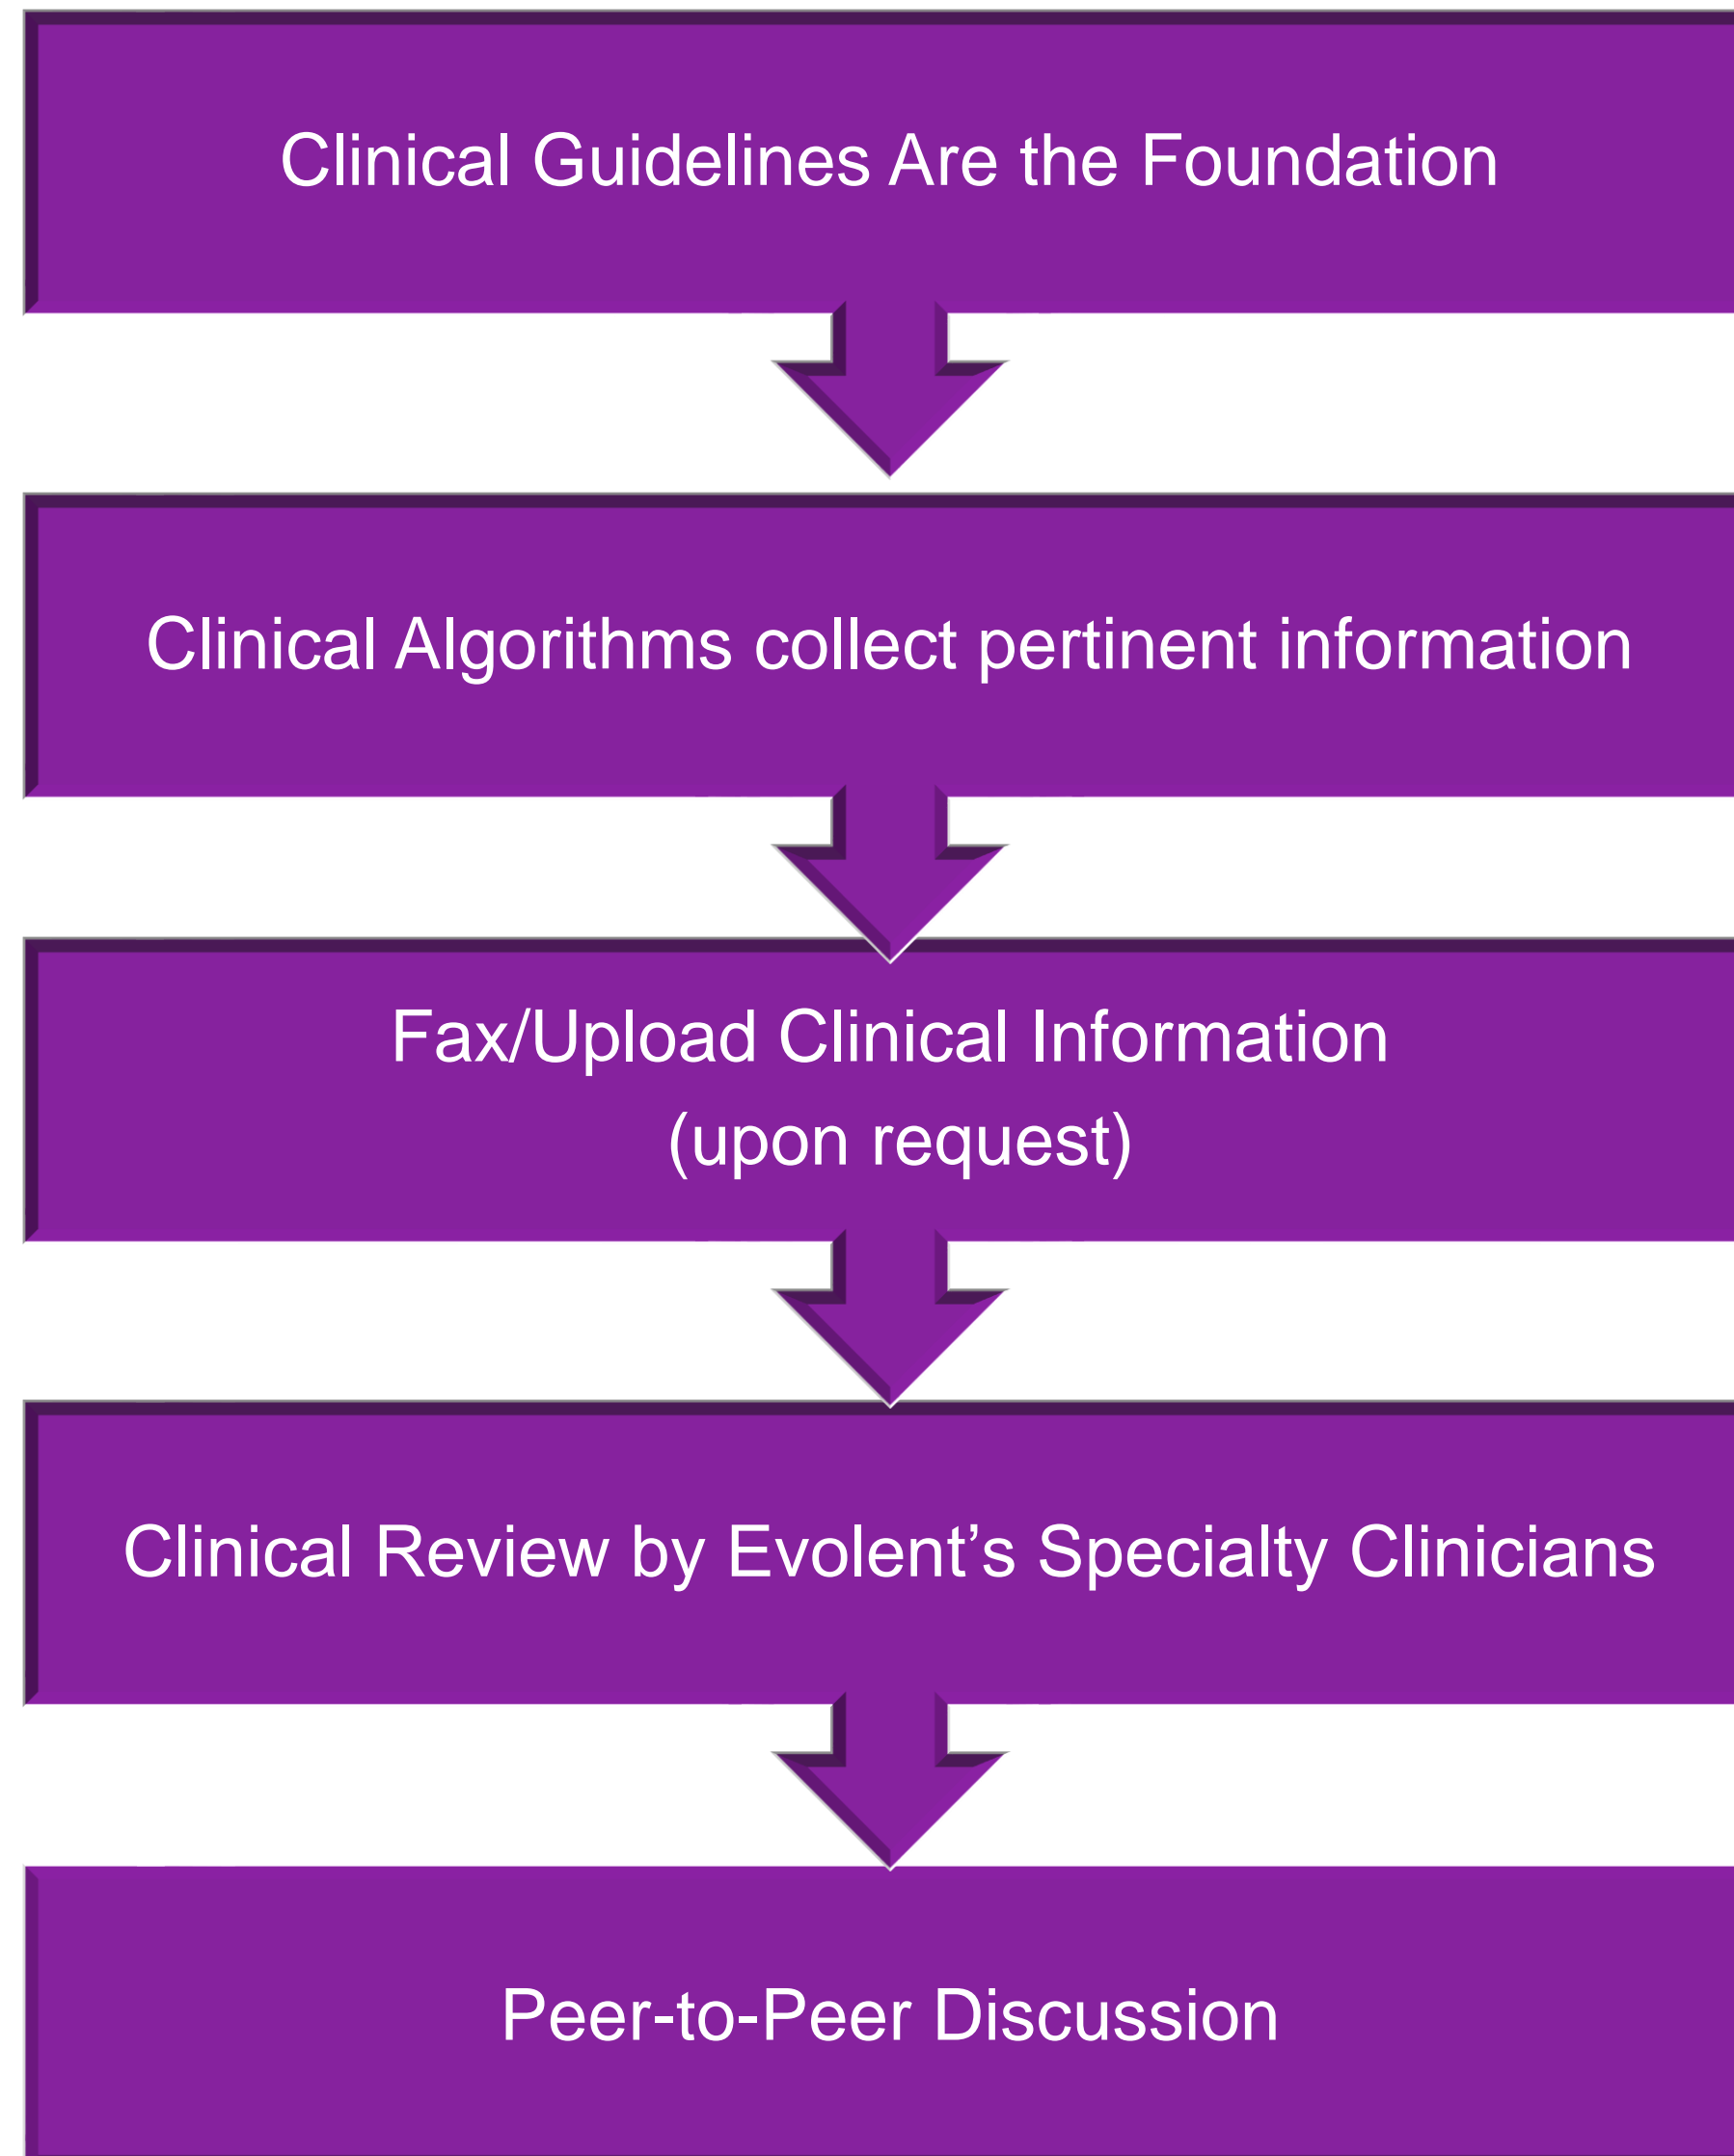 Clinical Guidelines Are the Foundation
Clinical Algorithms collect pertinent information
Fax/Upload Clinical Information
(upon request)
Clinical Review by Evolent’s Specialty Clinicians
Peer-to-Peer Discussion